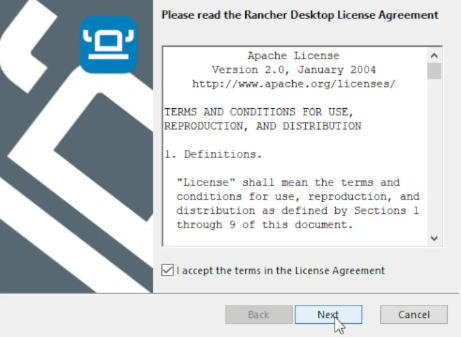 Please read the Rancher Desktop License Agreement
Apache License
Version 2.0, January 2004
http://www.apache.org/licenses/
TERMS AND CONDITIONS FOR USE,
REPRODUCTION, AND DISTRIBUTION
1. Definitions.
"License" shall mean the terms and
conditions for use, reproduction, and
distribution as defined by Sections 1
through 9 of this document.
I accept the terms in the License Agreement
Back
Next
Cancel